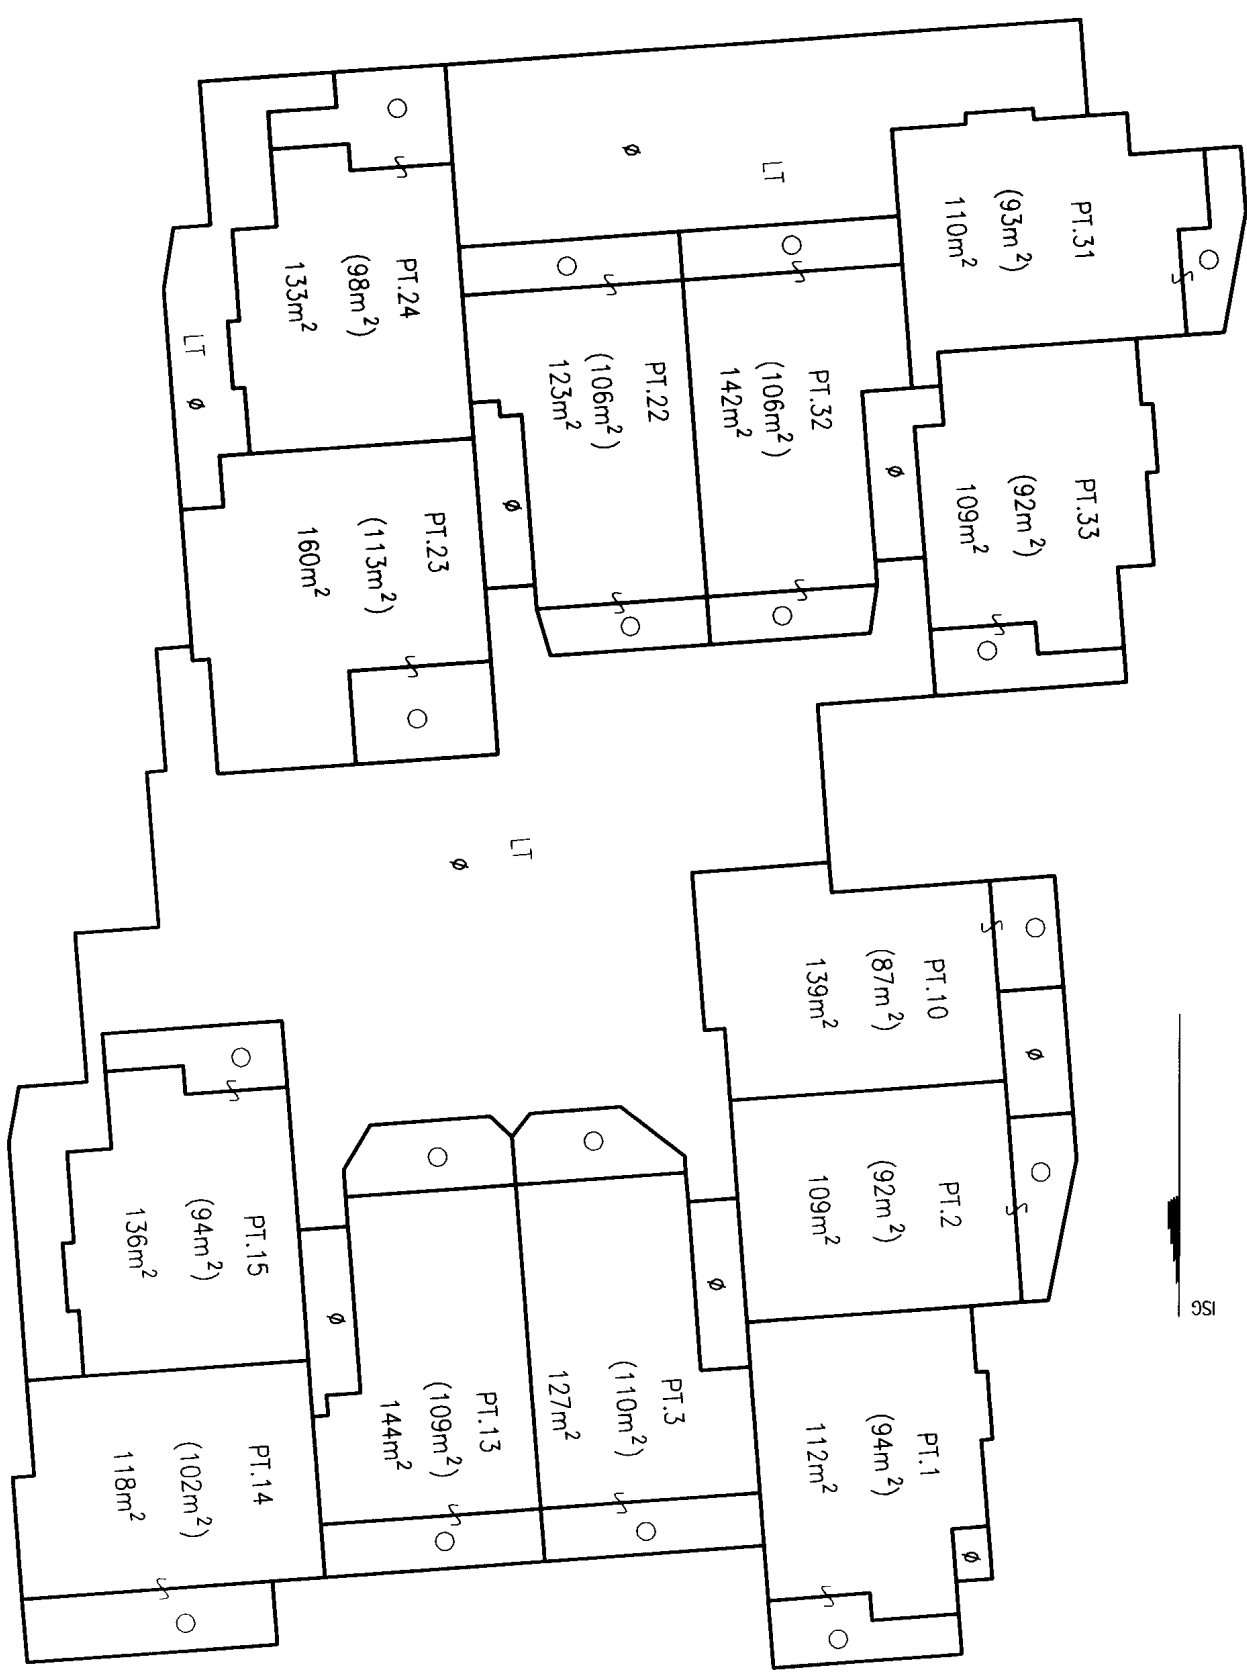 PT.31
(93m²)
110m²
LT
ø
PT.24
(98m²)
133m²
PT.32
(106m²)
142m²
PT.22
(106m²)
123m²
LT
ø
PT.33
(92m²)
109m²
ø
ø
PT.23
(113m²)
160m²
LT
ø
PT.10
(87m²)
139m²
ø
PT.2
(92m²)
109m²
PT.15
(94m²)
136m²
ø
ø
ISG
PT.3
(110m²)
127m²
PT.13
(109m²)
144m²
PT.1
(94m²)
112m²
PT.14
(102m²)
118m²
ø